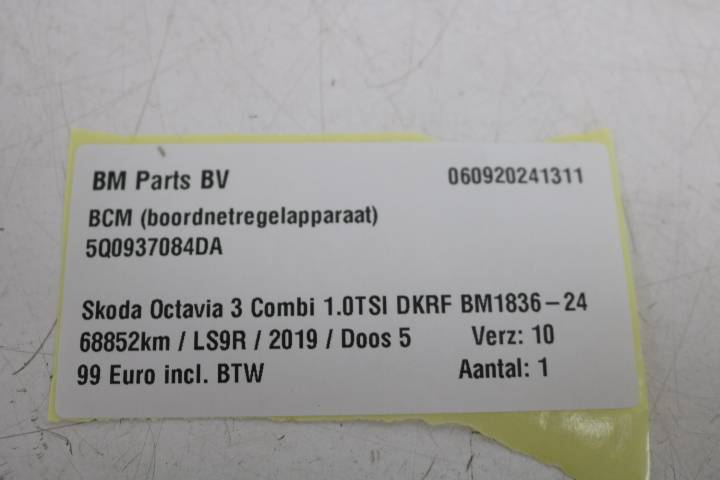 BM Parts BV 060920241311
BCM (boordnetregelapparaat)
5Q0937084DA
Skoda Octavia 3 Combi 1.0TSI DKRF BM1836-24
68852km / LS9R / 2019 / Doos 5 Verz: 10
99 Euro incl. BTW Aantal: 1